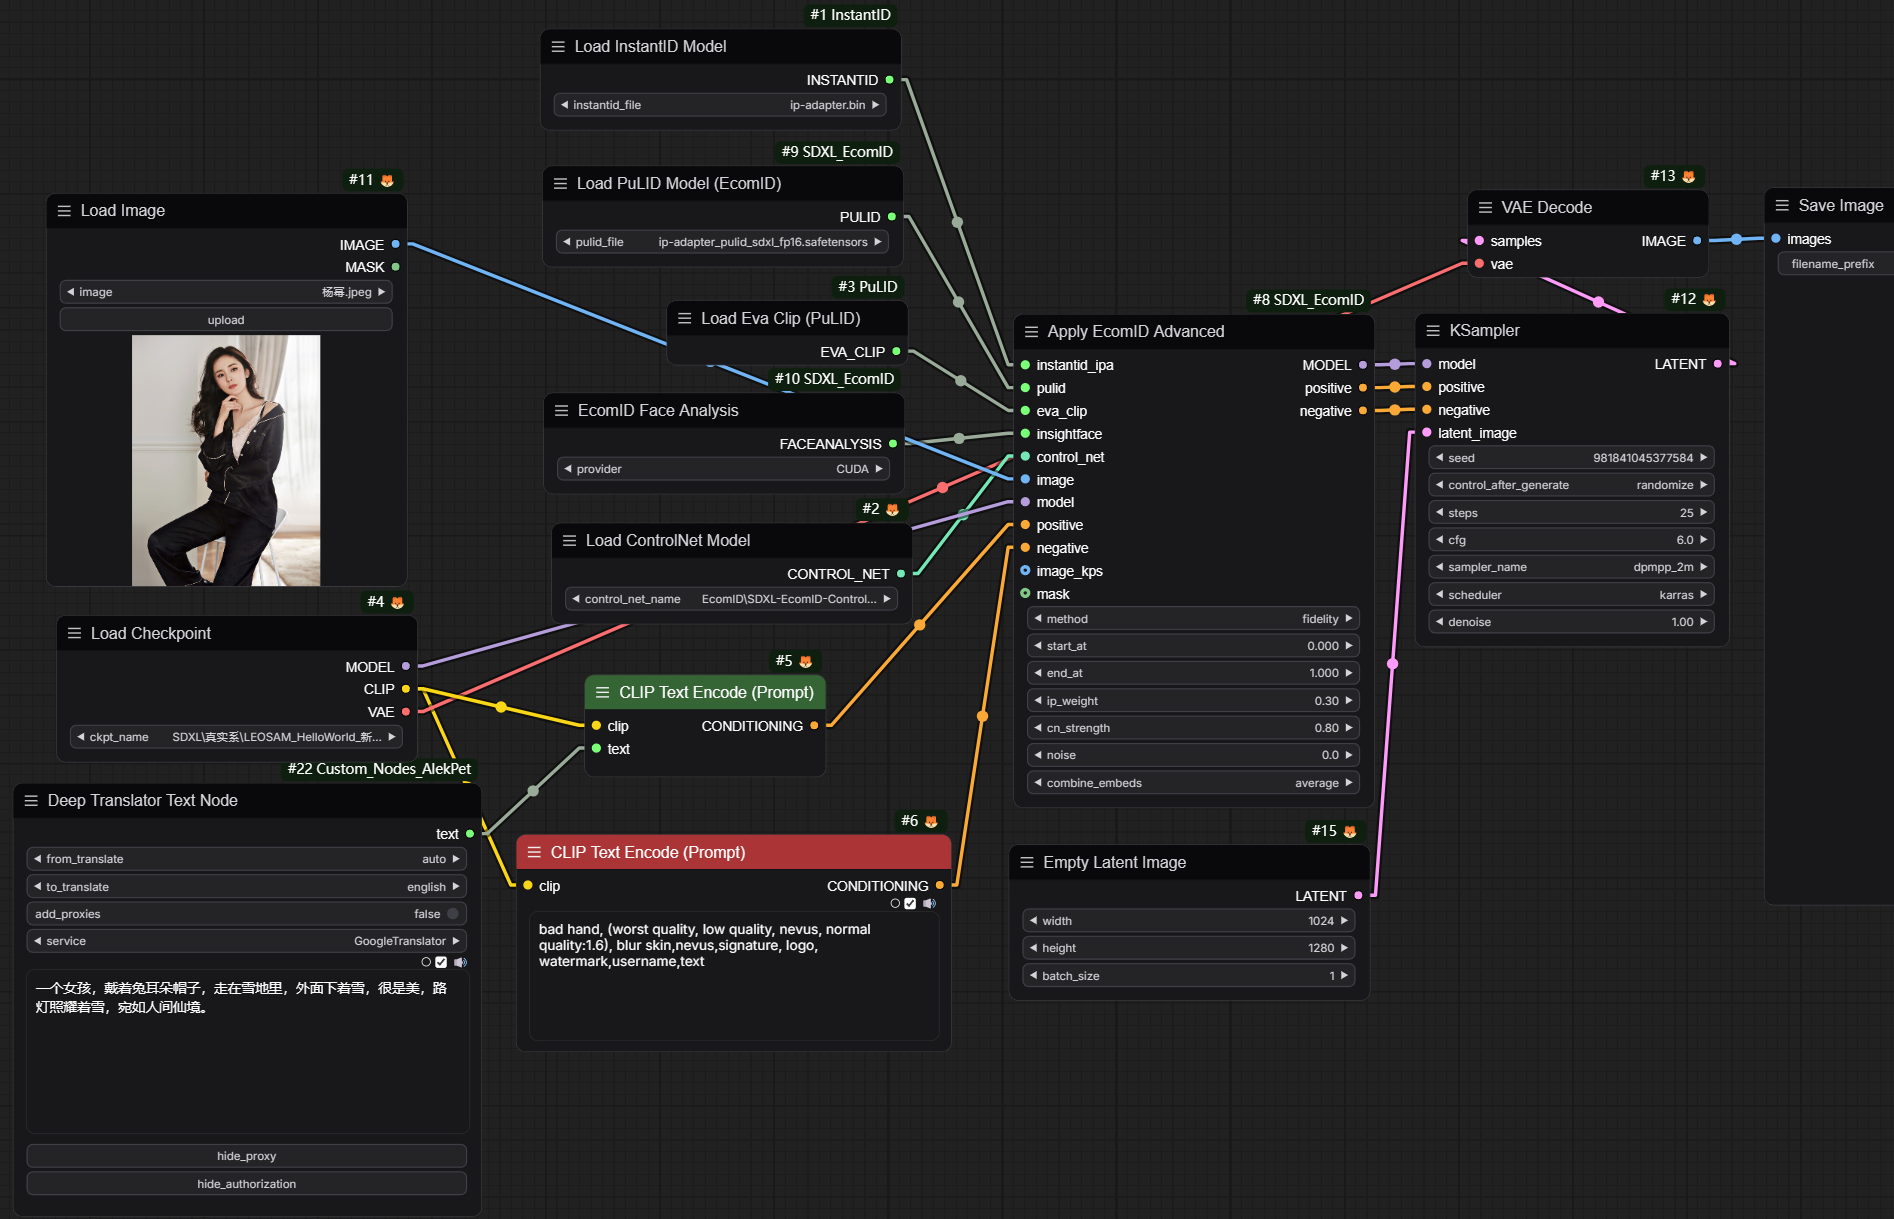 #1 InstantID
Load InstantID Model
INSTANTID
instantid_file ip-adapter.bin
#9 SDXL_EcomID
Load PuLID Model (EcomID)
PULID
pulid_file ip-adapter_pulid_sdxl_fp16.safetensors
#3 PuLID
Load Eva Clip (PuLID)
EVA_CLIP
#10 SDXL_EcomID
EcomID Face Analysis
FACEANALYSIS
provider CUDA
#2
Load ControlNet Model
CONTROL_NET
control_net_name EcomID\SDXL-EcomID-Control...
#11
Load Image
IMAGE
MASK
image 杨幂.jpeg
upload
#4
Load Checkpoint
MODEL
CLIP
VAE
ckpt_name SDXL\真实系\LEOSAM_HelloWorld_新...
#22 Custom_Nodes_AlekPet
Deep Translator Text Node
text
from_translate auto
to_translate english
add_proxies false
service GoogleTranslator
一个女孩，戴着兔耳朵帽子，走在雪地里，外面下着雪，很是美，路
灯照耀着雪，宛如人间仙境。
hide_proxy
hide_authorization
#5
CLIP Text Encode (Prompt)
clip CONDITIONING
text
#6
CLIP Text Encode (Prompt)
clip CONDITIONING
bad hand, (worst quality, low quality, nevus, normal
quality:1.6), blur skin,nevus,signature, logo,
watermark,username,text
#8 SDXL_EcomID
Apply EcomID Advanced
instantid_ipa MODEL
pulid positive
eva_clip negative
insightface
control_net
image
model
positive
negative
image_kps
mask
method fidelity
start_at 0.000
end_at 1.000
ip_weight 0.30
cn_strength 0.80
noise 0.0
combine_embeds average
#15
Empty Latent Image
LATENT
width 1024
height 1280
batch_size 1
#13
VAE Decode
samples IMAGE
vae
#12
KSampler
model LATENT
positive
negative
latent_image
seed 981841045377584
control_after_generate randomize
steps 25
cfg 6.0
sampler_name dpmpp_2m
scheduler karras
denoise 1.00
Save Image
images
filename_prefix